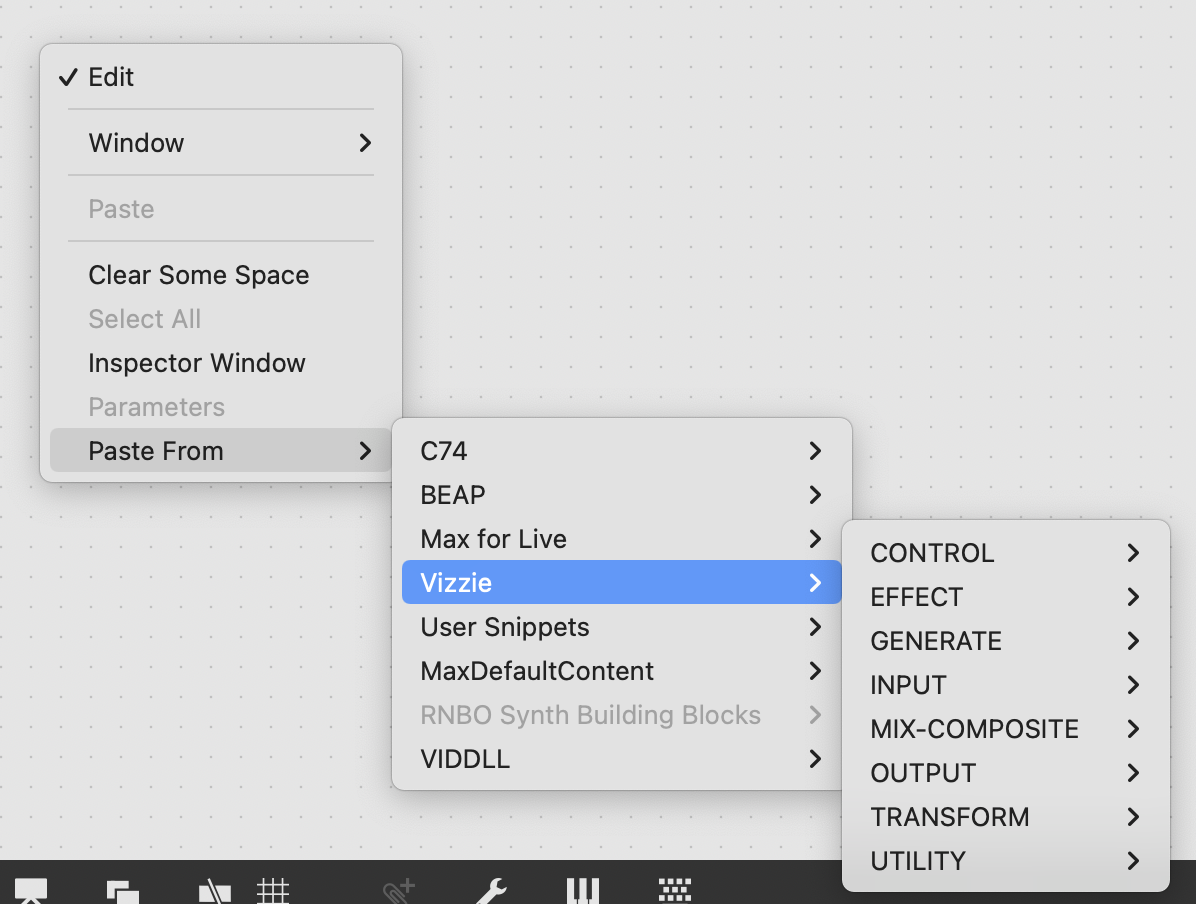 Edit
Window
Paste
Clear Some Space
Select All
Inspector Window
Parameters
Paste From
C74
BEAP
Max for Live
Vizzie
User Snippets
MaxDefaultContent
RNBO Synth Building Blocks
VIDDLL
CONTROL
EFFECT
GENERATE
INPUT
MIX-COMPOSITE
OUTPUT
TRANSFORM
UTILITY